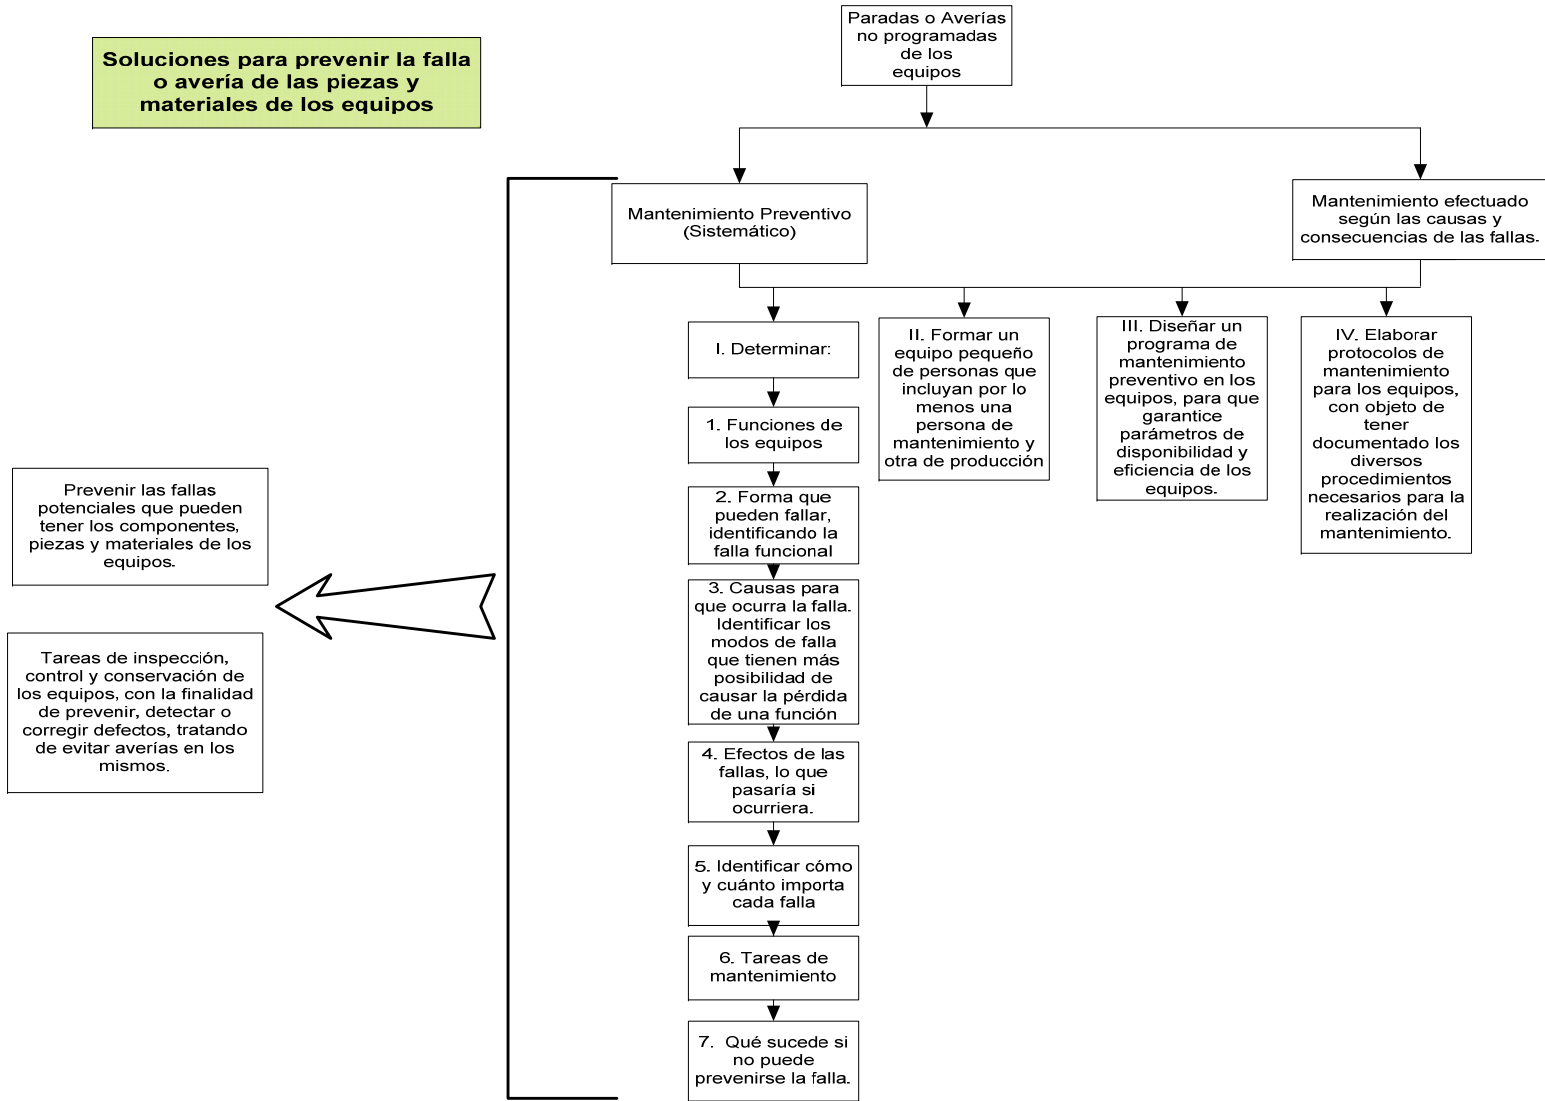 Soluciones para prevenir la falla
o avería de las piezas y
materiales de los equipos
Paradas o Averías
no programadas
de los
equipos
Mantenimiento Preventivo
(Sistemático)
Mantenimiento efectuado
según las causas y
consecuencias de las fallas.
I. Determinar:
1. Funciones de
los equipos
2. Forma que
pueden fallar,
identificando la
falla funcional
3. Causas para
que ocurra la falla.
Identificar los
modos de falla
que tienen más
posibilidad de
causar la pérdida
de una función
4. Efectos de las
fallas, lo que
pasaría si
ocurriera.
5. Identificar cómo
y cuánto importa
cada falla
6. Tareas de
mantenimiento
7. Qué sucede si
no puede
prevenirse la falla.
II. Formar un
equipo pequeño
de personas que
incluyan por lo
menos una
persona de
mantenimiento y
otra de producción
III. Diseñar un
programa de
mantenimiento
preventivo en los
equipos, para que
garantice
parámetros de
disponibilidad y
eficiencia de los
equipos.
IV. Elaborar
protocolos de
mantenimiento
para los equipos,
con objeto de
tener
documentado los
diversos
procedimientos
necesarios para la
realización del
mantenimiento.
Prevenir las fallas
potenciales que pueden
tener los componentes,
piezas y materiales de los
equipos.
Tareas de inspección,
control y conservación de
los equipos, con la finalidad
de prevenir, detectar o
corregir defectos, tratando
de evitar averías en los
mismos.